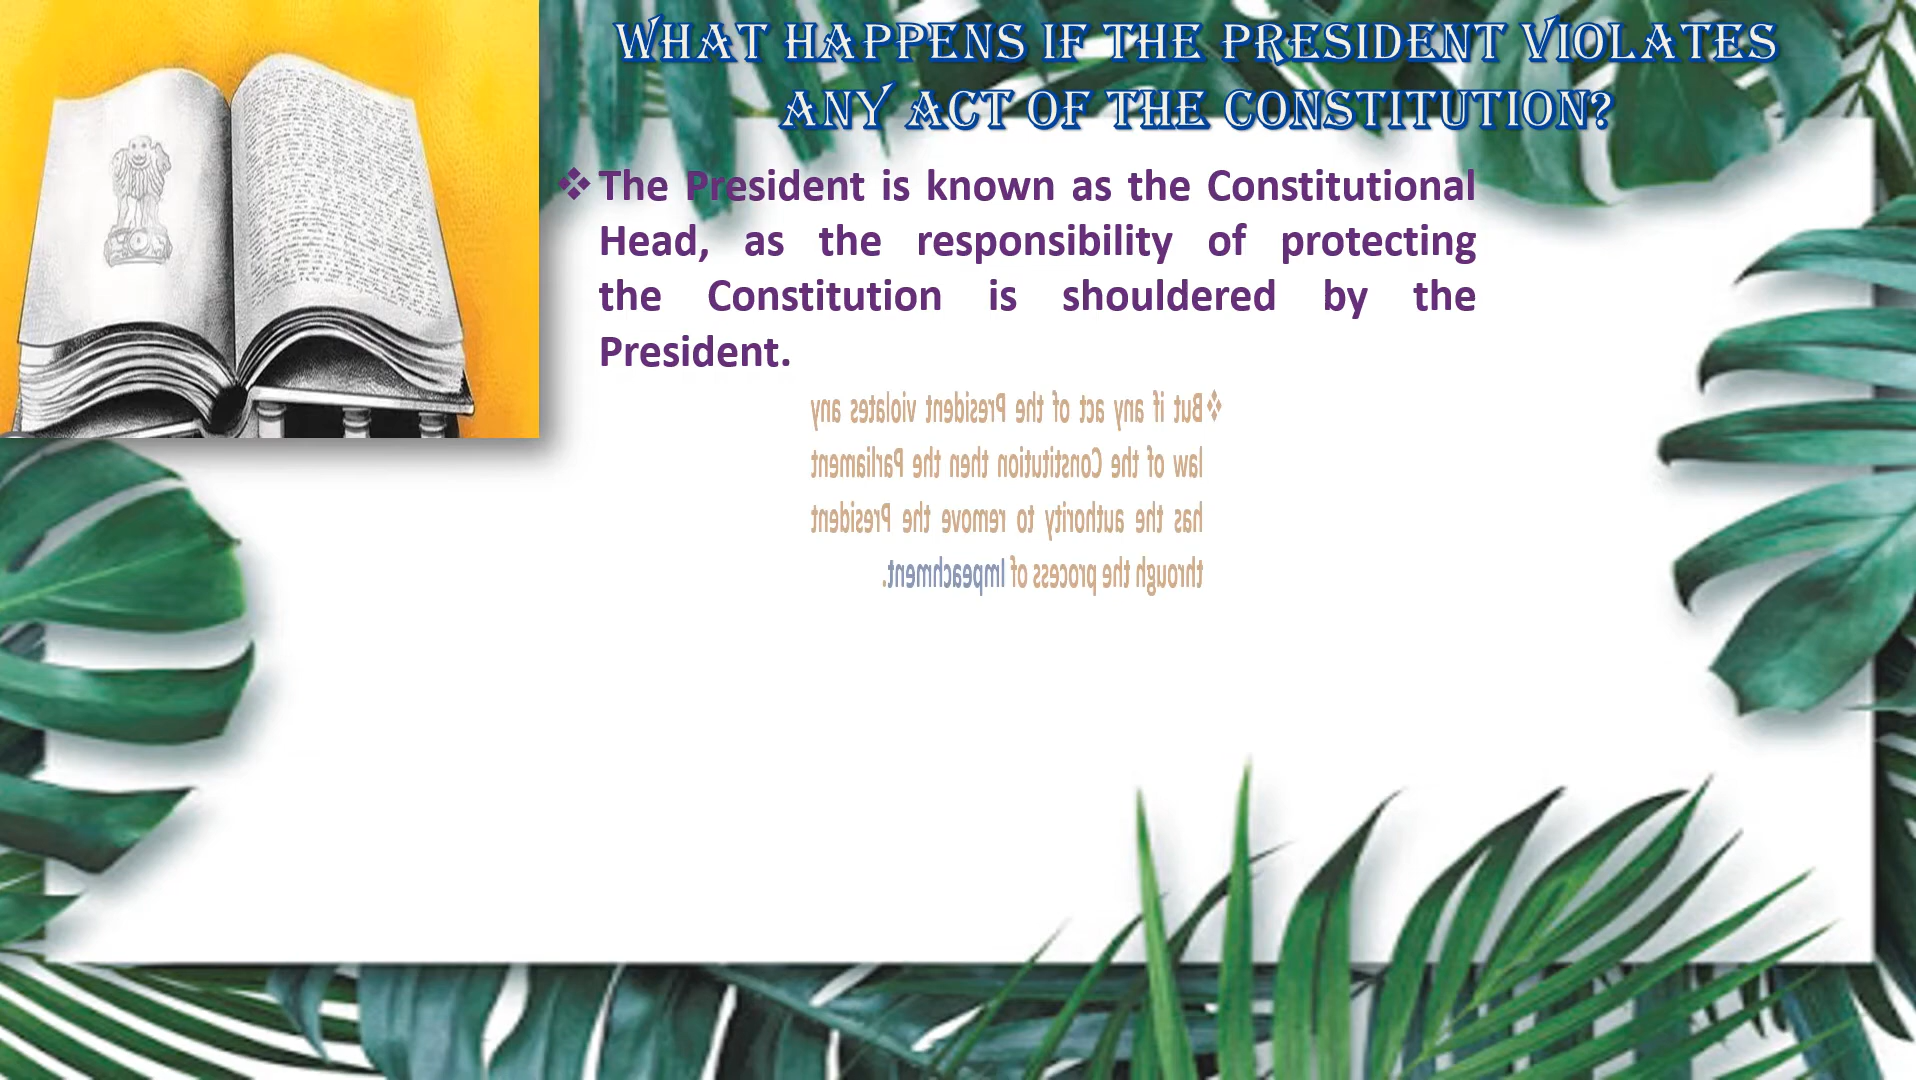 WHAT HAPPENS IF THE PRESIDENT VIOLATES
ANY ACT OF THE CONSTITUTION?
❖ The President is known as the Constitutional
Head, as the responsibility of protecting
the Constitution is shouldered by the
President.
❖ But if any act of the President violates any
law of the Constitution then the Parliament
has the authority to remove the President
through the process of Impeachment.